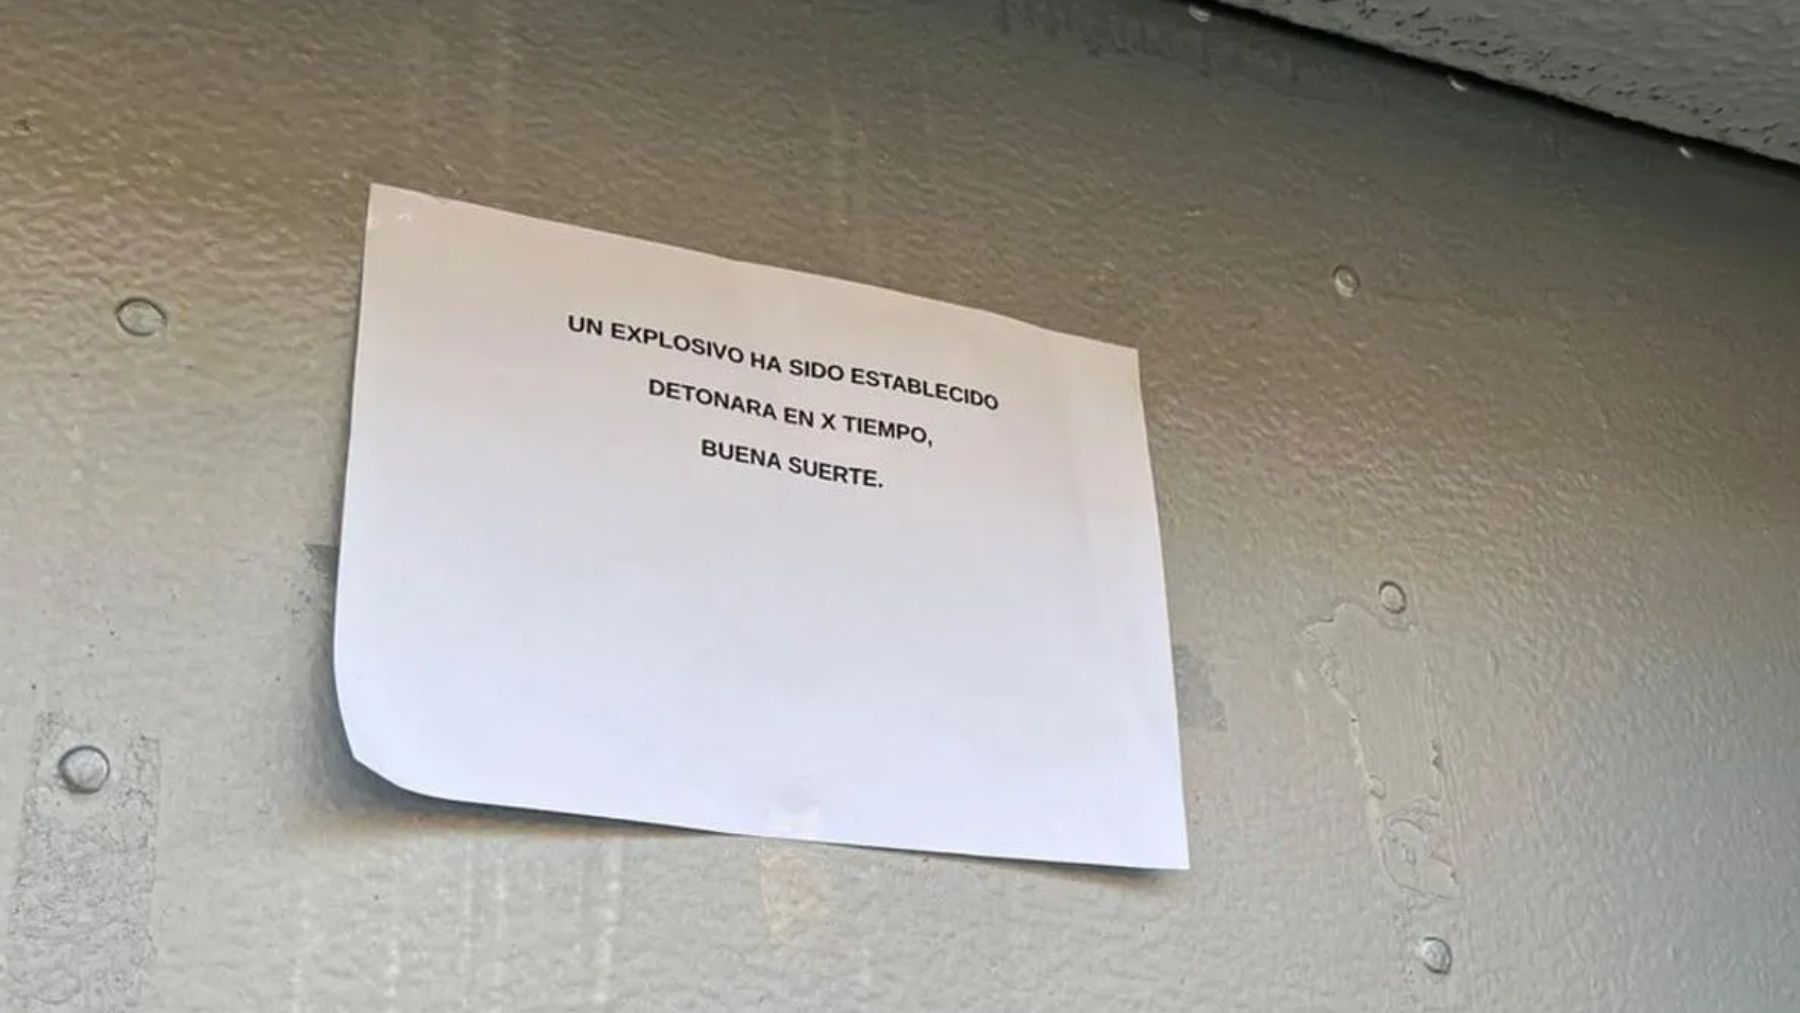 UN EXPLOSIVO HA SIDO ESTABLECIDO
DETONARA EN X TIEMPO,
BUENA SUERTE.